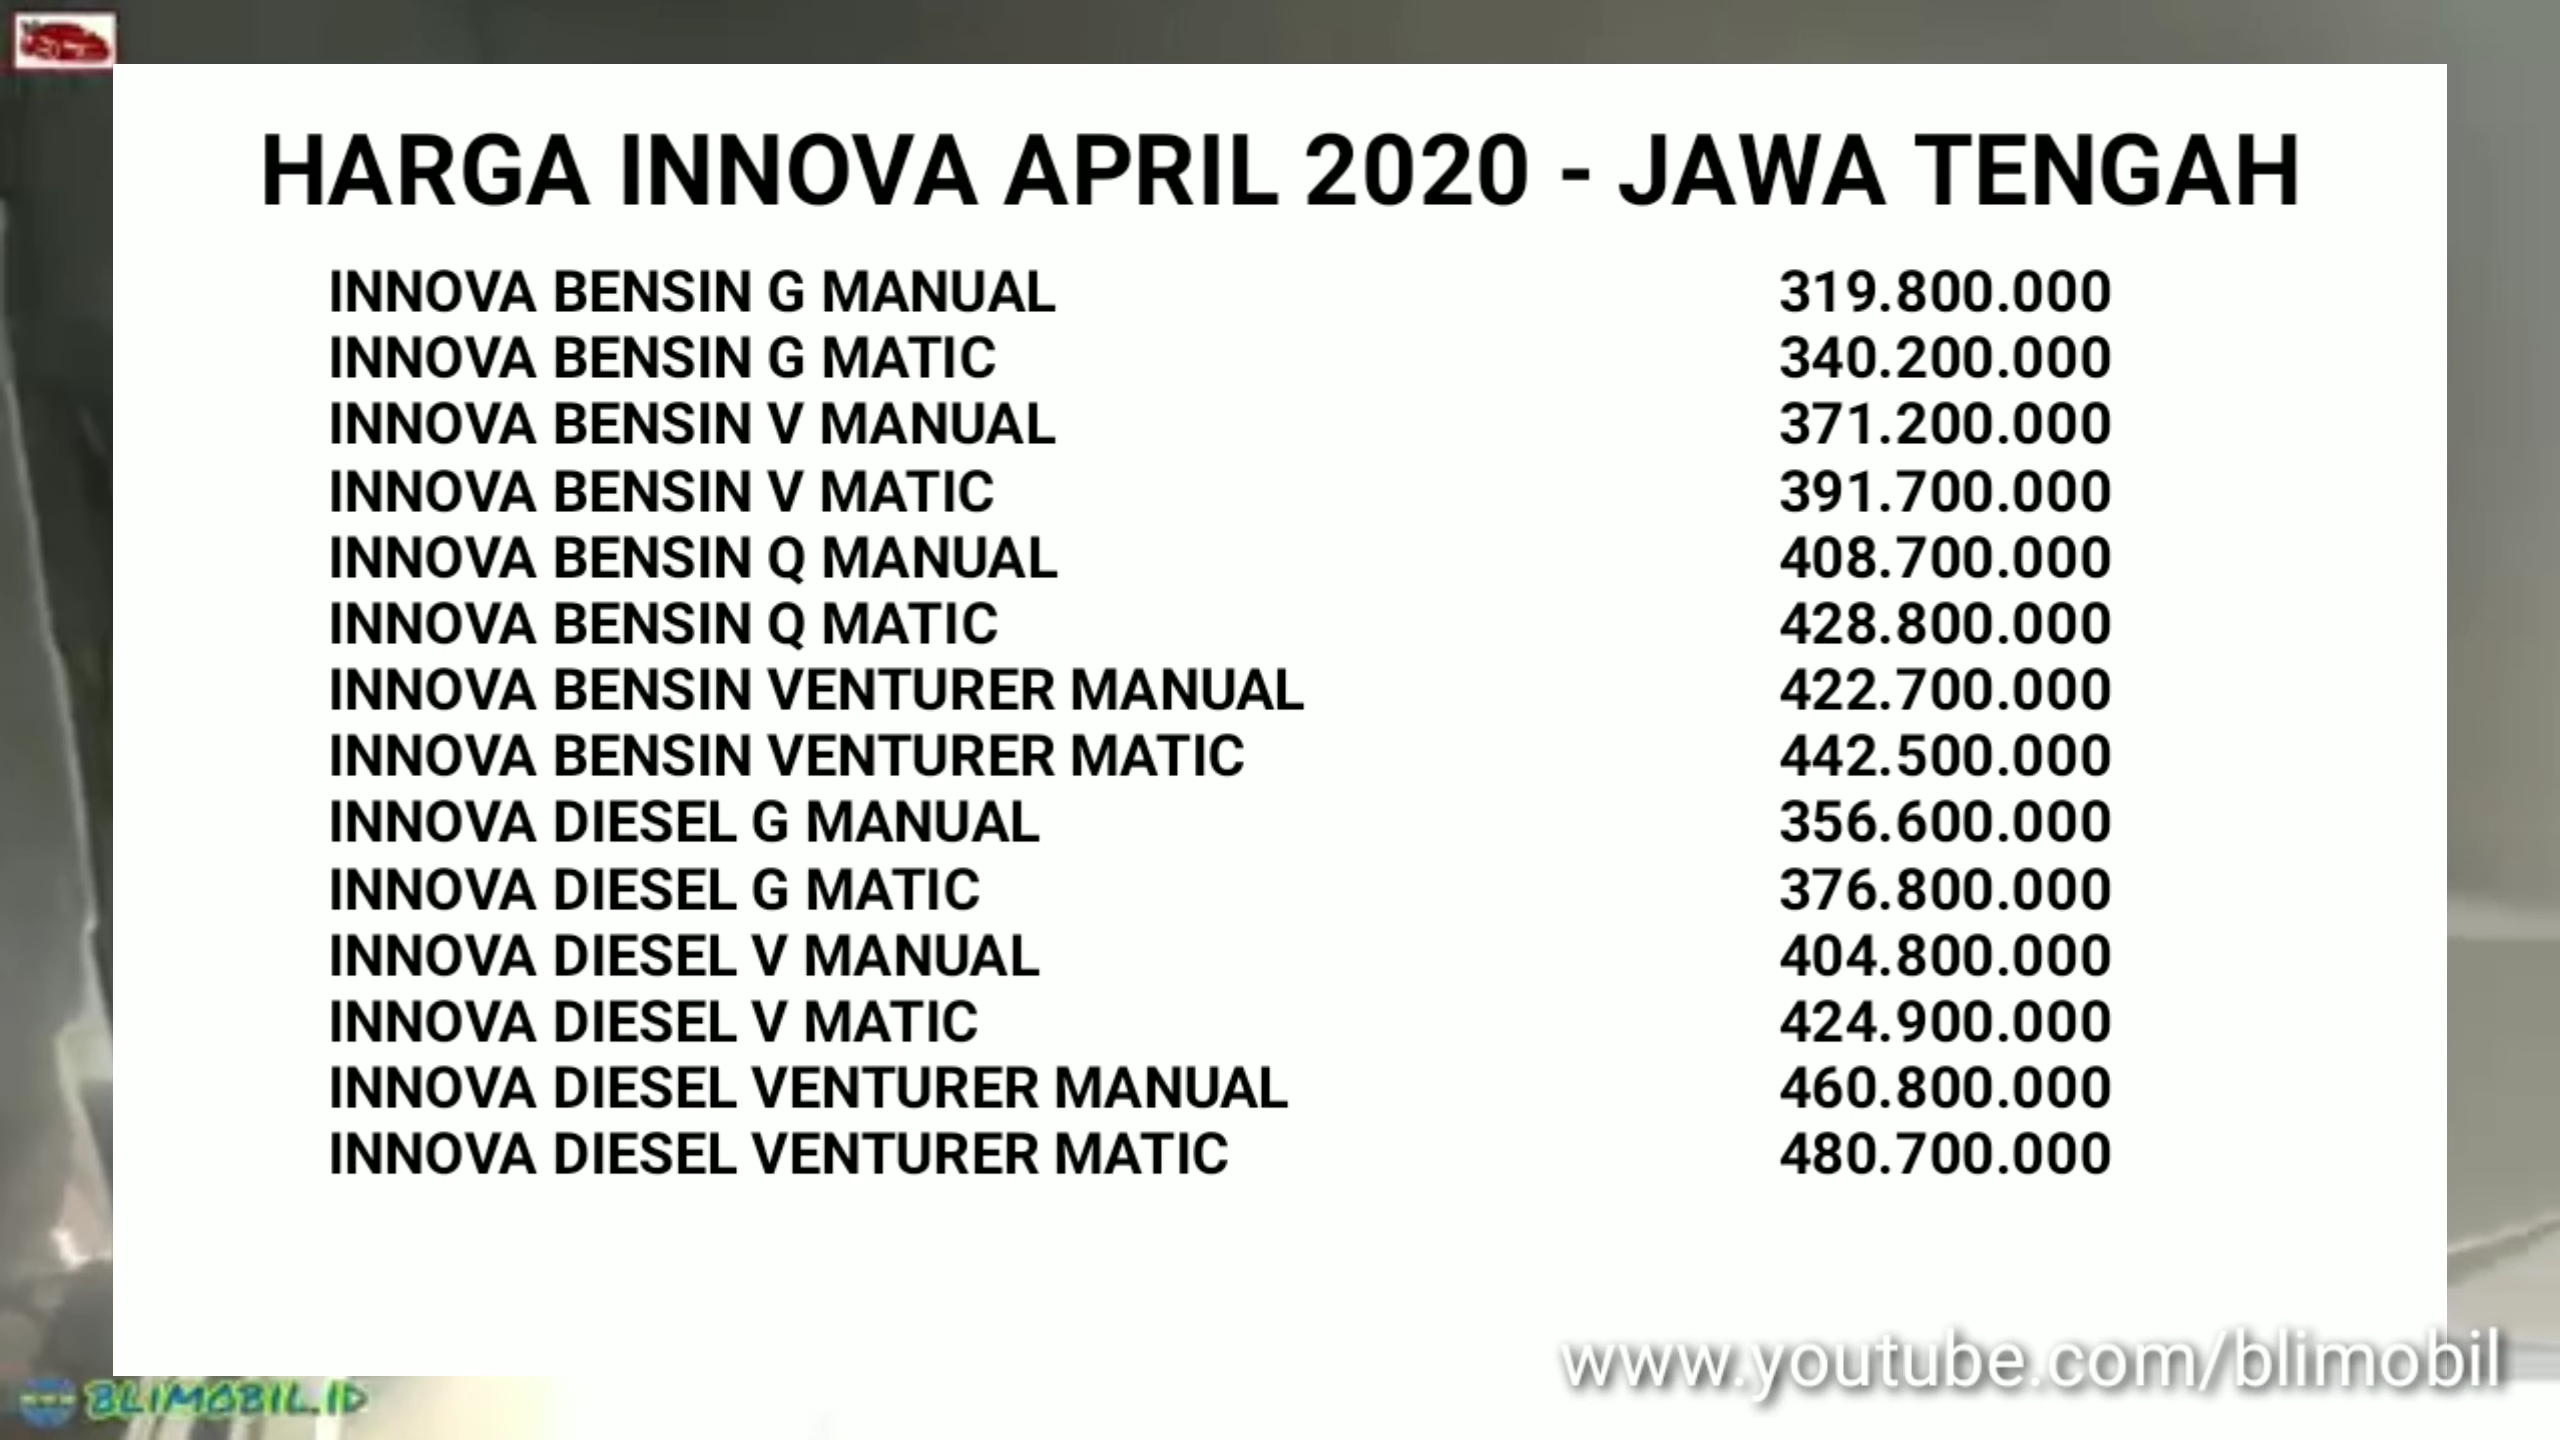 HARGA INNOVA APRIL 2020 - JAWA TENGAH
INNOVA BENSIN G MANUAL 319.800.000
INNOVA BENSIN G MATIC 340.200.000
INNOVA BENSIN V MANUAL 371.200.000
INNOVA BENSIN V MATIC 391.700.000
INNOVA BENSIN Q MANUAL 408.700.000
INNOVA BENSIN Q MATIC 428.800.000
INNOVA BENSIN VENTURER MANUAL 422.700.000
INNOVA BENSIN VENTURER MATIC 442.500.000
INNOVA DIESEL G MANUAL 356.600.000
INNOVA DIESEL G MATIC 376.800.000
INNOVA DIESEL V MANUAL 404.800.000
INNOVA DIESEL V MATIC 424.900.000
INNOVA DIESEL VENTURER MANUAL 460.800.000
INNOVA DIESEL VENTURER MATIC 480.700.000
www.youtube.com/blimobil
BLIMOBIL.ID